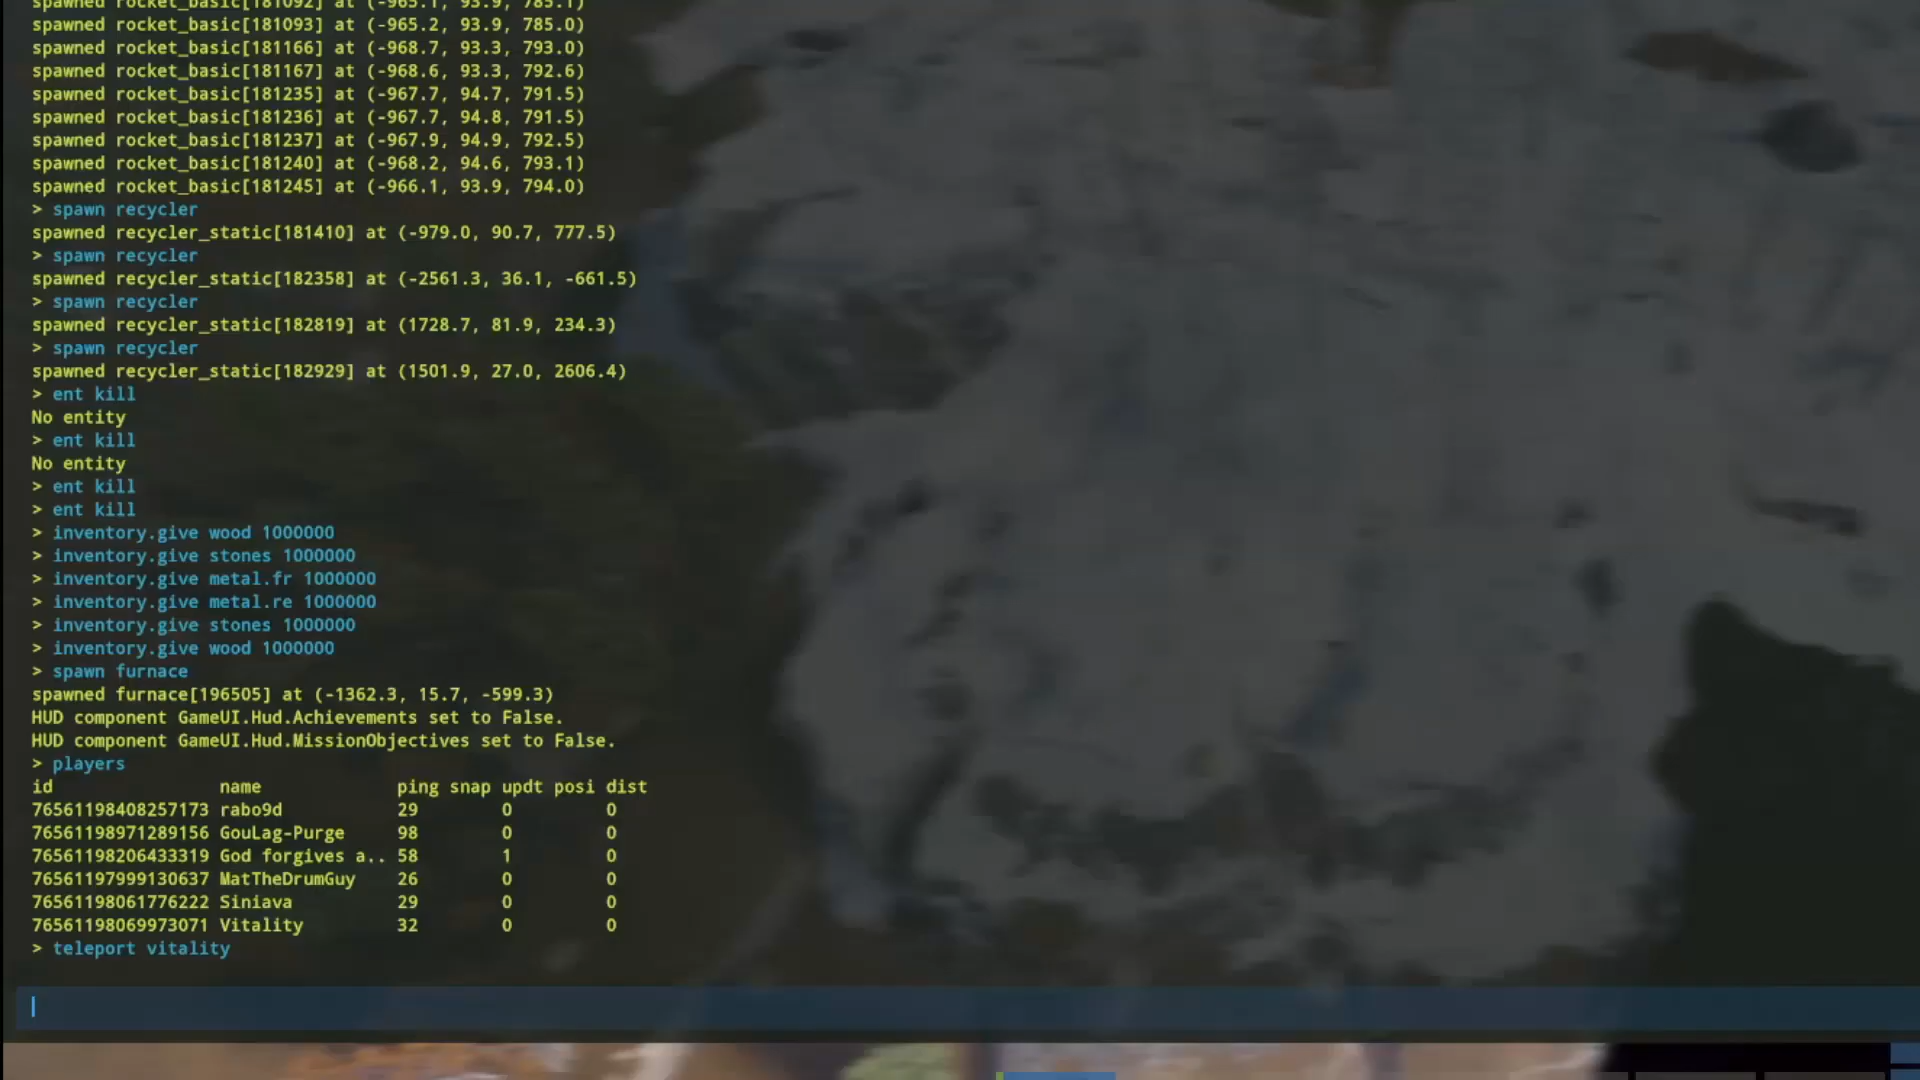 spawned rocket_basic[181092] at (-965.1, 93.9, 785.1)
spawned rocket_basic[181093] at (-965.2, 93.9, 785.0)
spawned rocket_basic[181166] at (-968.7, 93.3, 793.0)
spawned rocket_basic[181167] at (-968.6, 93.3, 792.6)
spawned rocket_basic[181235] at (-967.7, 94.7, 791.5)
spawned rocket_basic[181236] at (-967.7, 94.8, 791.5)
spawned rocket_basic[181237] at (-967.9, 94.9, 792.5)
spawned rocket_basic[181240] at (-968.2, 94.6, 793.1)
spawned rocket_basic[181245] at (-966.1, 93.9, 794.0)
> spawn recycler
spawned recycler_static[181410] at (-979.0, 90.7, 777.5)
> spawn recycler
spawned recycler_static[182358] at (-2561.3, 36.1, -661.5)
> spawn recycler
spawned recycler_static[182819] at (1728.7, 81.9, 234.3)
> spawn recycler
spawned recycler_static[182929] at (1501.9, 27.0, 2606.4)
> ent kill
No entity
> ent kill
No entity
> ent kill
> ent kill
> inventory.give wood 1000000
> inventory.give stones 1000000
> inventory.give metal.fr 1000000
> inventory.give metal.re 1000000
> inventory.give stones 1000000
> inventory.give wood 1000000
> spawn furnace
spawned furnace[196505] at (-1362.3, 15.7, -599.3)
HUD component GameUI.Hud.Achievements set to False.
HUD component GameUI.Hud.MissionObjectives set to False.
> players
id name ping snap updt posi dist
76561198408257173 rabo9d 29 0 0
76561198971289156 GouLag-Purge 98 0 0
76561198206433319 God forgives a.. 58 1 0
76561197999130637 MatTheDrumGuy 26 0 0
76561198061776222 Siniava 29 0 0
76561198069973071 Vitality 32 0 0
> teleport vitality